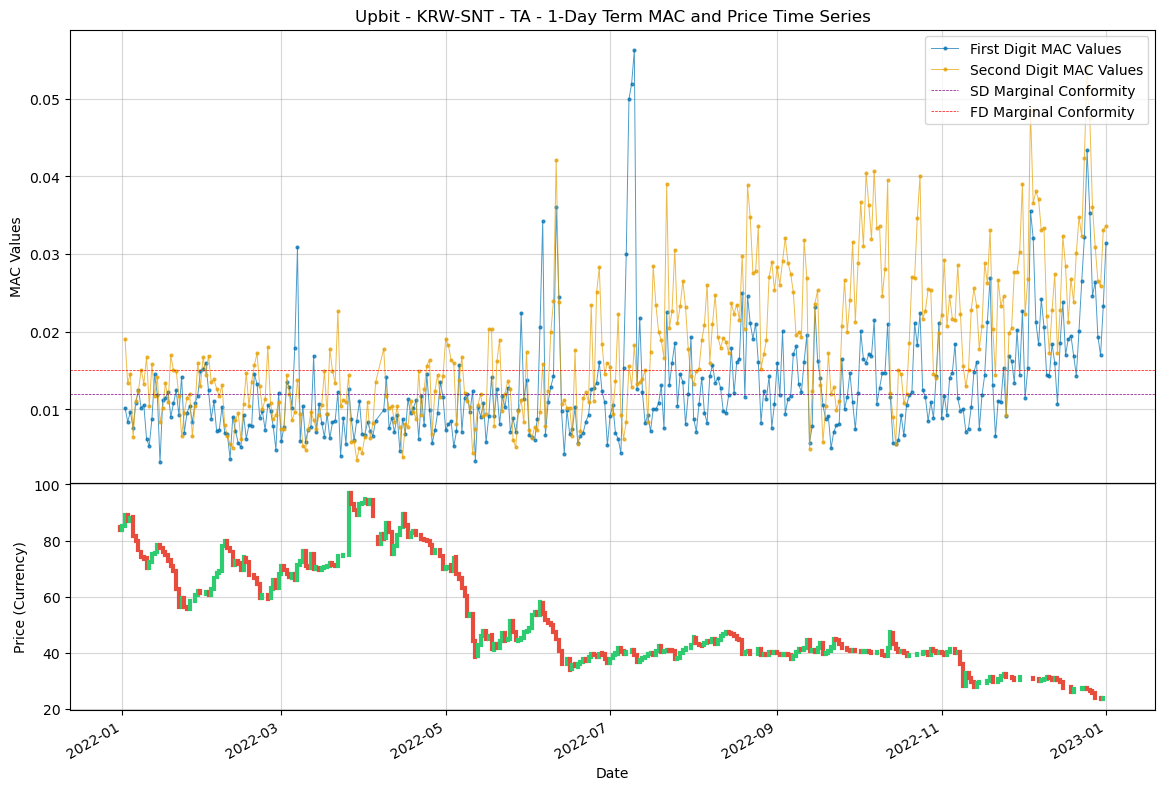 Upbit - KRW-SNT - TA - 1-Day Term MAC and Price Time Series
First Digit MAC Values
Second Digit MAC Values
SD Marginal Conformity
FD Marginal Conformity
MAC Values
0.05
0.04
0.03
0.02
0.01
Price (Currency)
100
80
60
40
20
2022-01
2022-03
2022-05
2022-07
2022-09
2022-11
2023-01
Date